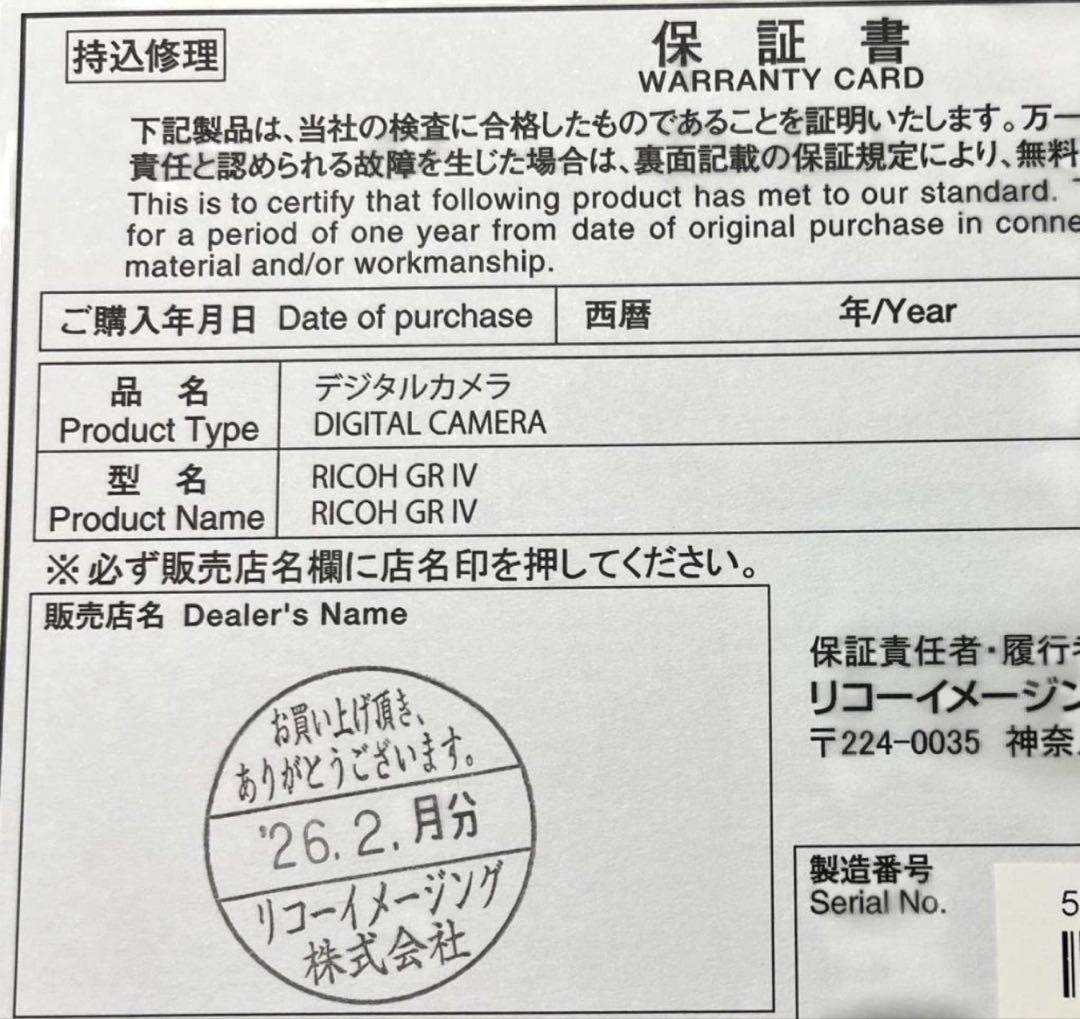 持込修理
保証書
WARRANTY CARD
下記製品は、当社の検査に合格したものであることを証明いたします。万一
責任と認められる故障を生じた場合は、裏面記載の保証規定により、無料
This is to certify that following product has met to our standard.
for a period of one year from date of original purchase in conne
material and/or workmanship.
ご購入年月日 Date of purchase 西暦 年/Year
品名 デジタルカメラ
Product Type DIGITAL CAMERA
型名 RICOH GR IV
Product Name RICOH GR IV
※必ず販売店名欄に店名印を押してください。
販売店名 Dealer's Name
お買い上げ頂き、
ありがとうございます。
'26.2.月分
リコーイメージング
株式会社
保証責任者・履行
リコーイメージン
〒224-0035 神奈
製造番号
Serial No.
5